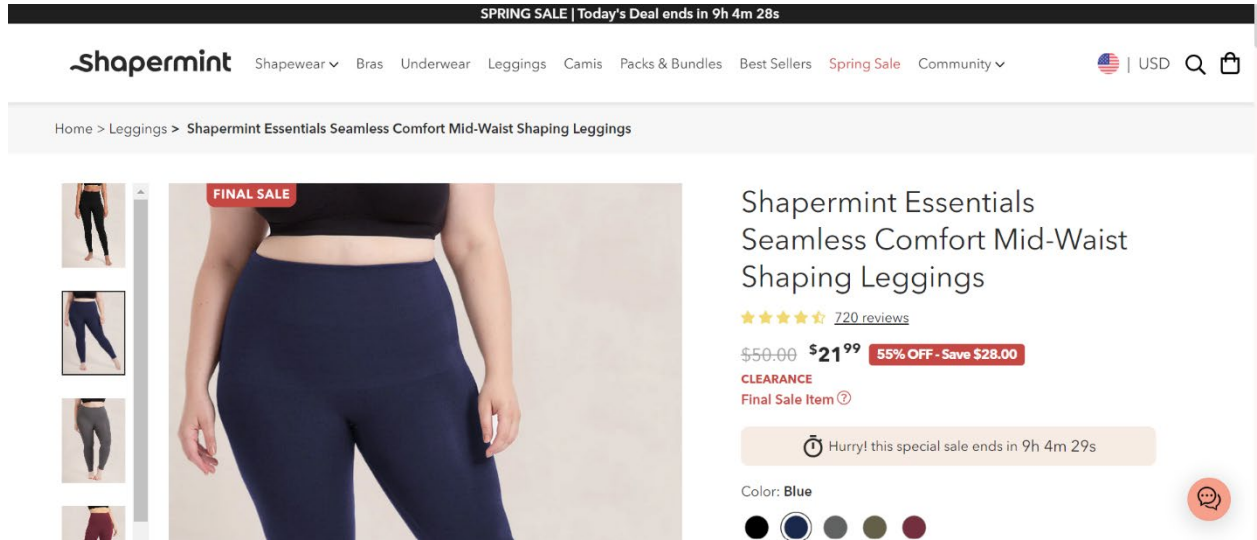 SPRING SALE | Today's Deal ends in 9h 4m 28s
Shapermint Shapewear Bras Underwear Leggings Camis Packs & Bundles Best Sellers Spring Sale Community | USD
Home > Leggings > Shapermint Essentials Seamless Comfort Mid-Waist Shaping Leggings
FINAL SALE
Shapermint Essentials
Seamless Comfort Mid-Waist
Shaping Leggings
720 reviews
$50.00 $2199 55% OFF - Save $28.00
CLEARANCE
Final Sale Item ?
Hurry! this special sale ends in 9h 4m 29s
Color: Blue